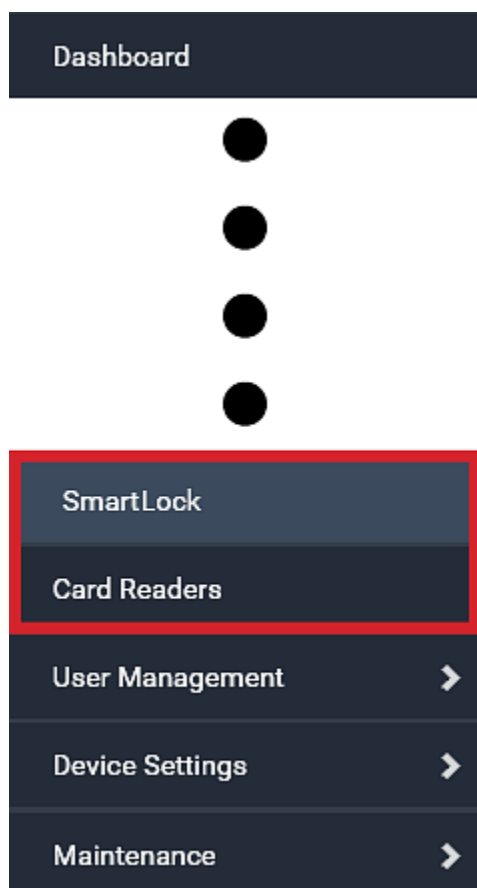 Dashboard
SmartLock
Card Readers
User Management
Device Settings
Maintenance